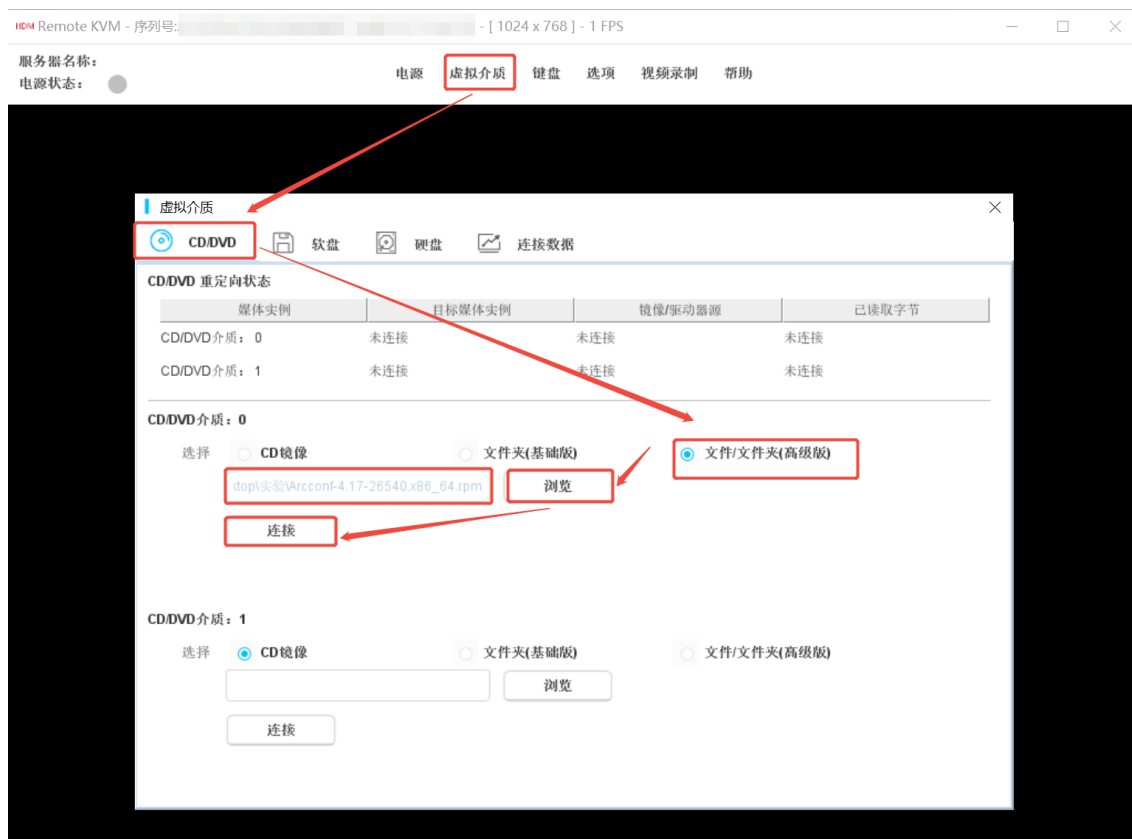 HDM Remote KVM - 序列号: - [ 1024 x 768 ] - 1 FPS
服务器名称:
电源状态:
电源 虚拟介质 键盘 选项 视频录制 帮助
虚拟介质
CD/DVD 软盘 硬盘 连接数据
CD/DVD 重定向状态
媒体实例 目标媒体实例 镜像/驱动器源 已读取字节
CD/DVD介质: 0 未连接 未连接 未连接
CD/DVD介质: 1 未连接 未连接 未连接
CD/DVD介质: 0
选择 CD镜像 文件夹(基础版) 文件/文件夹(高级版)
dop\实验\Arcconf-4.17-26540.x86_64.rpm 浏览
连接
CD/DVD介质: 1
选择 CD镜像 文件夹(基础版) 文件/文件夹(高级版)
浏览
连接